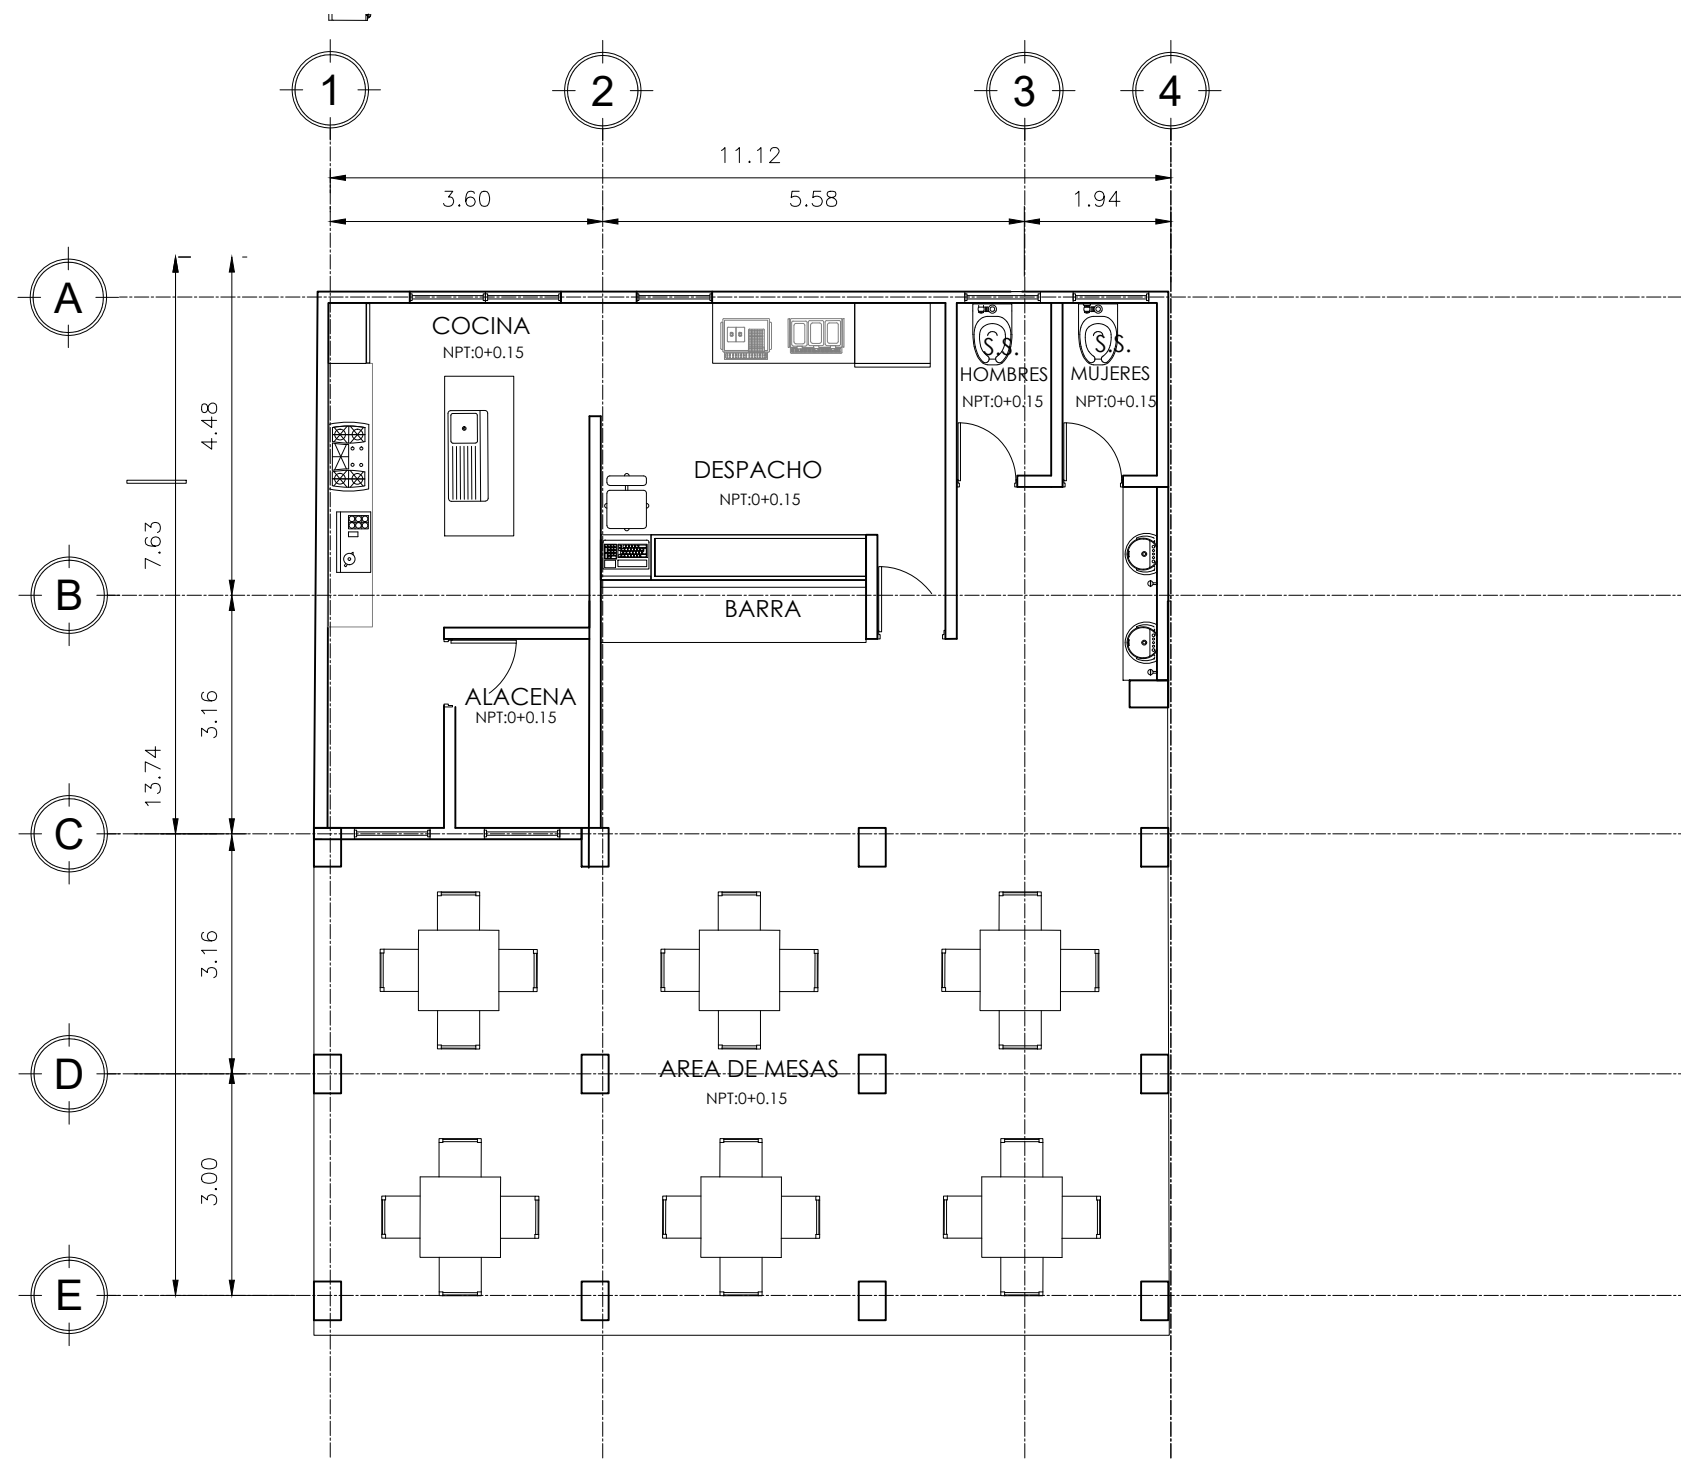 1 2 3 4
11.12
3.60 5.58 1.94
A
COCINA
NPT:0+0.15
S.S.
HOMBRES
NPT:0+0.15
S.S.
MUJERES
NPT:0+0.15
4.48
DESPACHO
NPT:0+0.15
7.63
B
BARRA
ALACENA
NPT:0+0.15
3.16
13.74
C
3.16
D
AREA DE MESAS
NPT:0+0.15
3.00
E